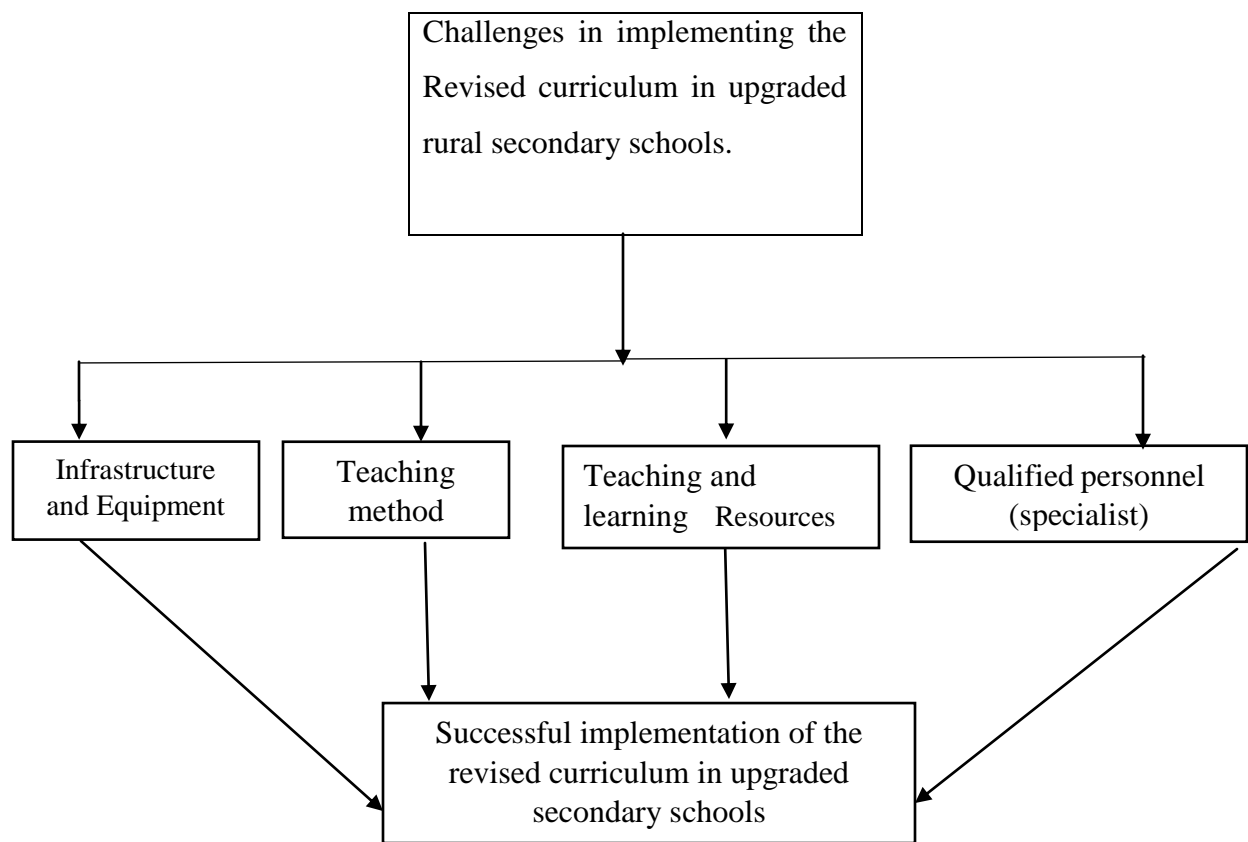 Challenges in implementing the
Revised curriculum in upgraded
rural secondary schools.
Infrastructure
and Equipment
Teaching
method
Teaching and
learning Resources
Qualified personnel
(specialist)
Successful implementation of the
revised curriculum in upgraded
secondary schools